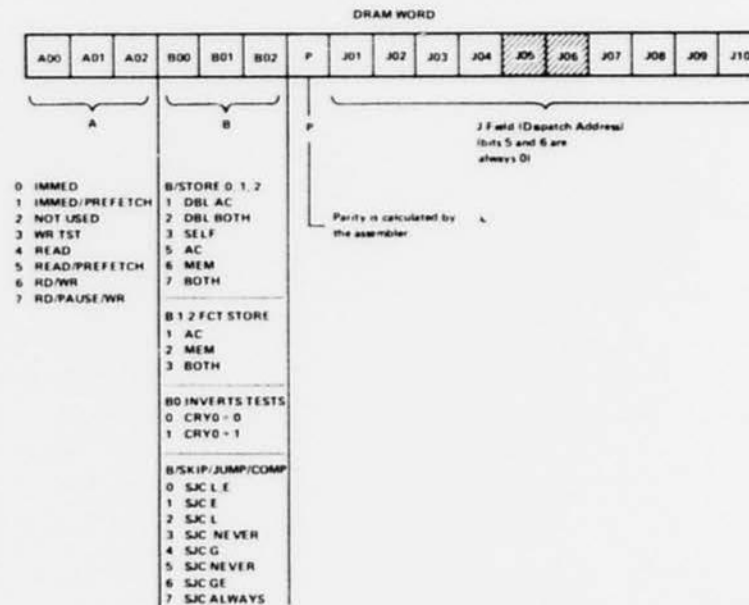 DRAM WORD
A00 A01 A02 B00 B01 B02 P J01 J02 J03 J04 J05 J06 J07 J08 J09 J10
A B P J Field (Dispatch Address)
(bits 5 and 6 are
always 0)
Parity is calculated by
the assembler.
0 IMMED
1 IMMED/PREFETCH
2 NOT USED
3 WR TST
4 READ
5 READ/PREFETCH
6 RD/WR
7 RD/PAUSE/WR
B/STORE 0, 1, 2
1 DBL AC
2 DBL BOTH
3 SELF
5 AC
6 MEM
7 BOTH
B 1 2 FCT STORE
1 AC
2 MEM
3 BOTH
B0 INVERTS TESTS
0 CRY0 = 0
1 CRY0 = 1
B/SKIP/JUMP/COMP
0 SJC L E
1 SJC E
2 SJC L
3 SJC NEVER
4 SJC G
5 SJC NEVER
6 SJC GE
7 SJC ALWAYS